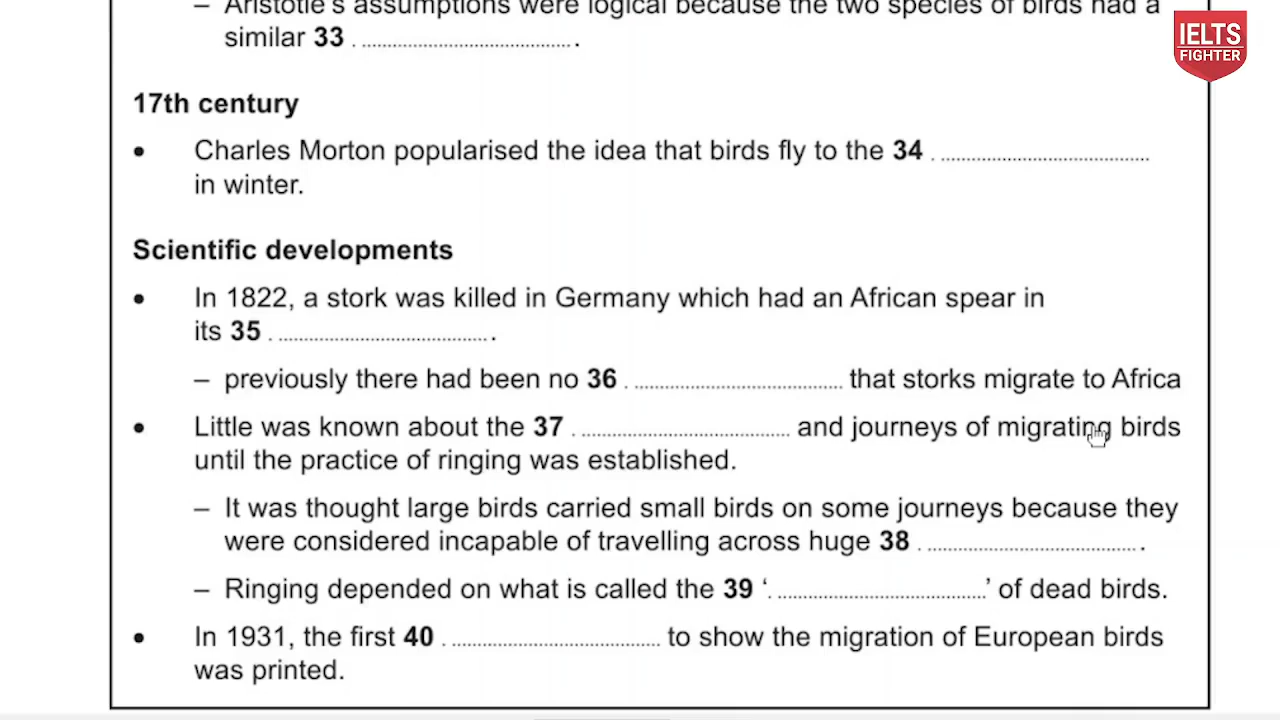 – Aristotle's assumptions were logical because the two species of birds had a
similar 33 ........................................ .
IELTS
FIGHTER
17th century
• Charles Morton popularised the idea that birds fly to the 34 ........................................
in winter.
Scientific developments
• In 1822, a stork was killed in Germany which had an African spear in
its 35 ........................................ .
– previously there had been no 36 ........................................ that storks migrate to Africa
• Little was known about the 37 ........................................ and journeys of migrating birds
until the practice of ringing was established.
– It was thought large birds carried small birds on some journeys because they
were considered incapable of travelling across huge 38 ........................................ .
– Ringing depended on what is called the 39 ‘........................................’ of dead birds.
• In 1931, the first 40 ........................................ to show the migration of European birds
was printed.